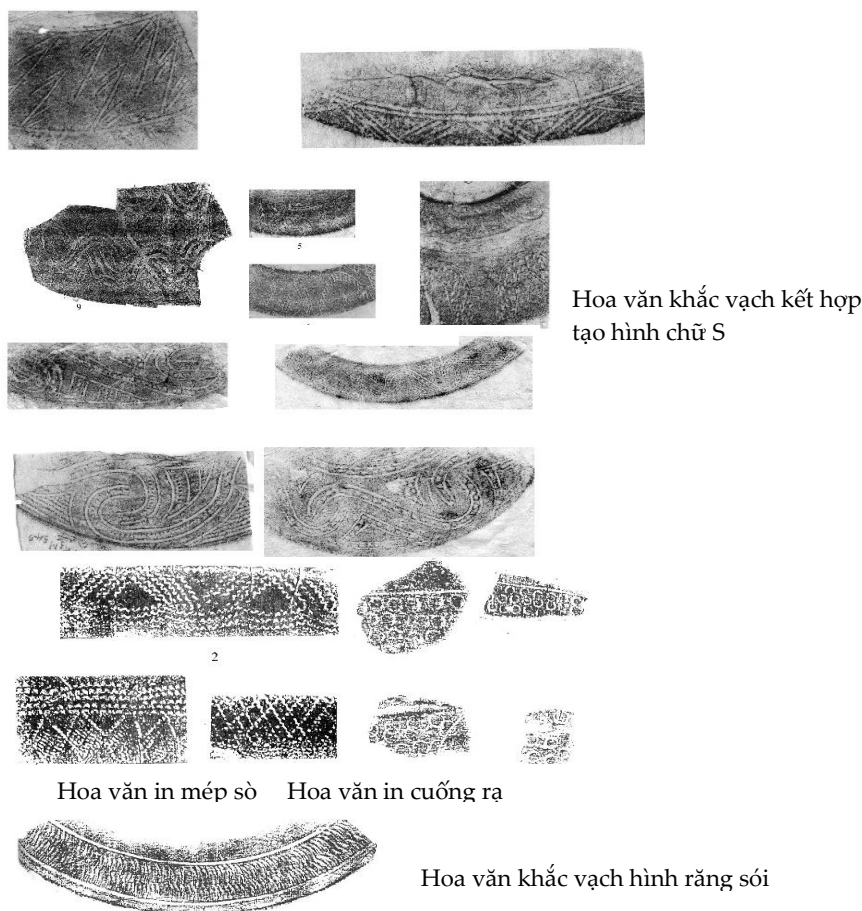 5
9
Hoa văn khắc vạch kết hợp
tạo hình chữ S
2
Hoa văn in mép sò
Hoa văn in cuống rạ
Hoa văn khắc vạch hình răng sói